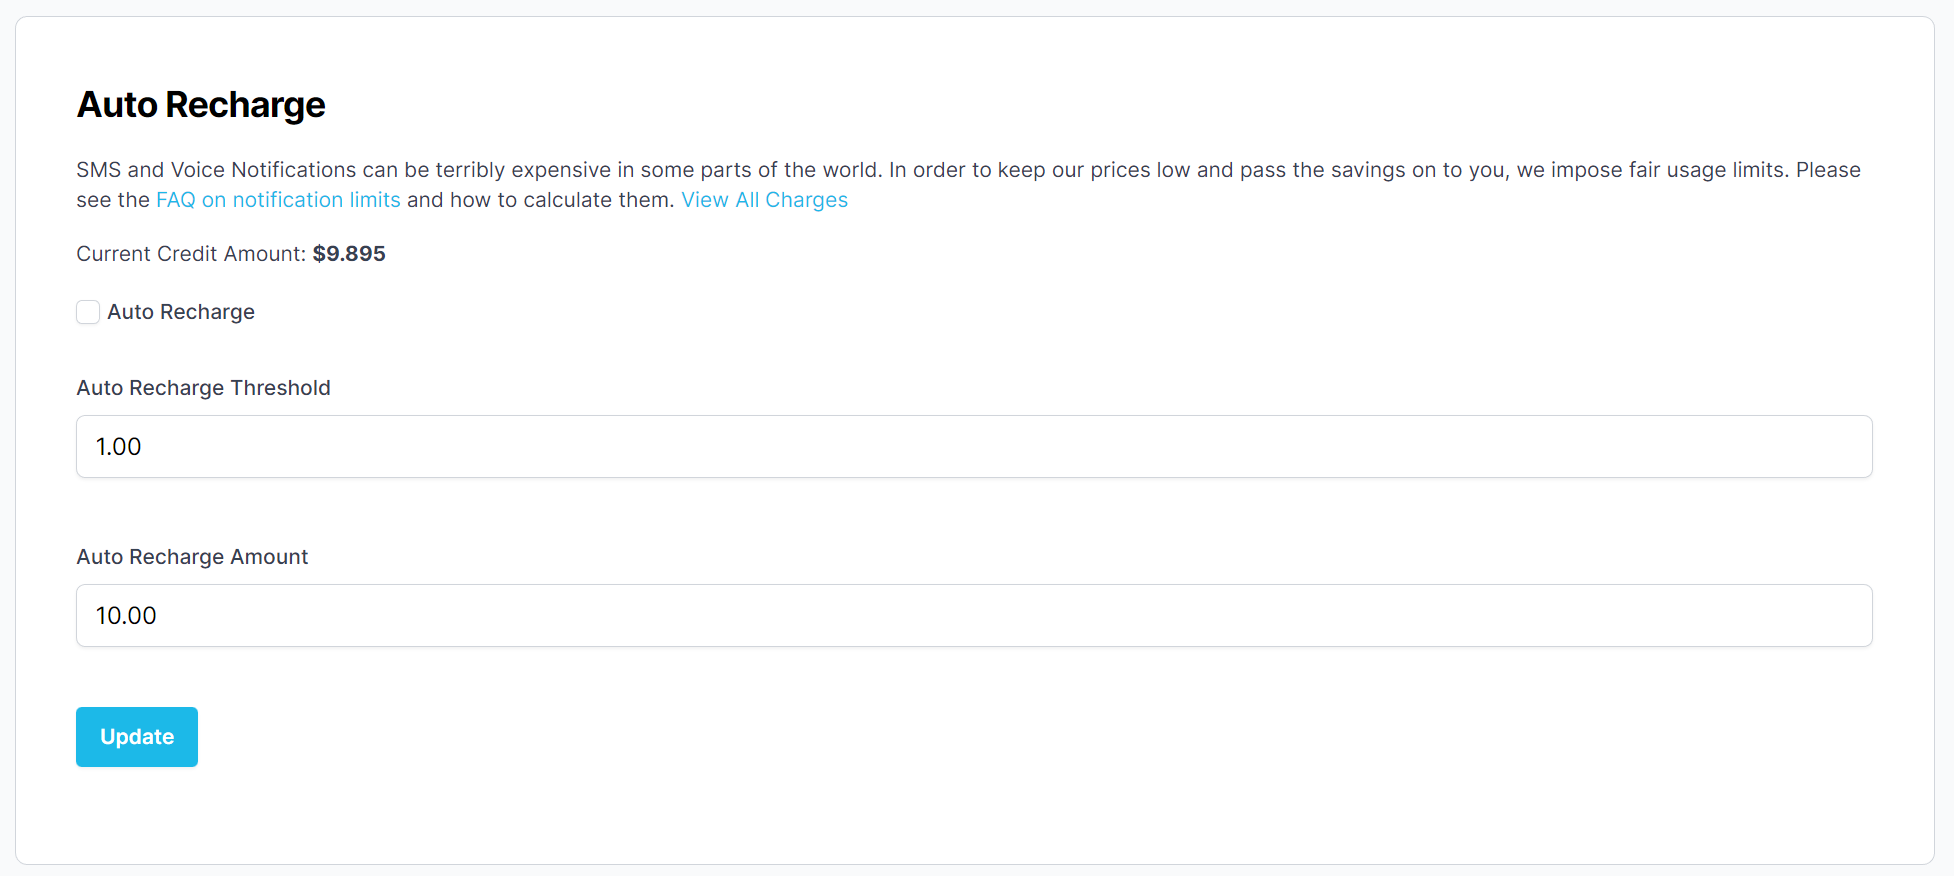 Auto Recharge
SMS and Voice Notifications can be terribly expensive in some parts of the world. In order to keep our prices low and pass the savings on to you, we impose fair usage limits. Please
see the FAQ on notification limits and how to calculate them. View All Charges
Current Credit Amount: $9.895
Auto Recharge
Auto Recharge Threshold
1.00
Auto Recharge Amount
10.00
Update